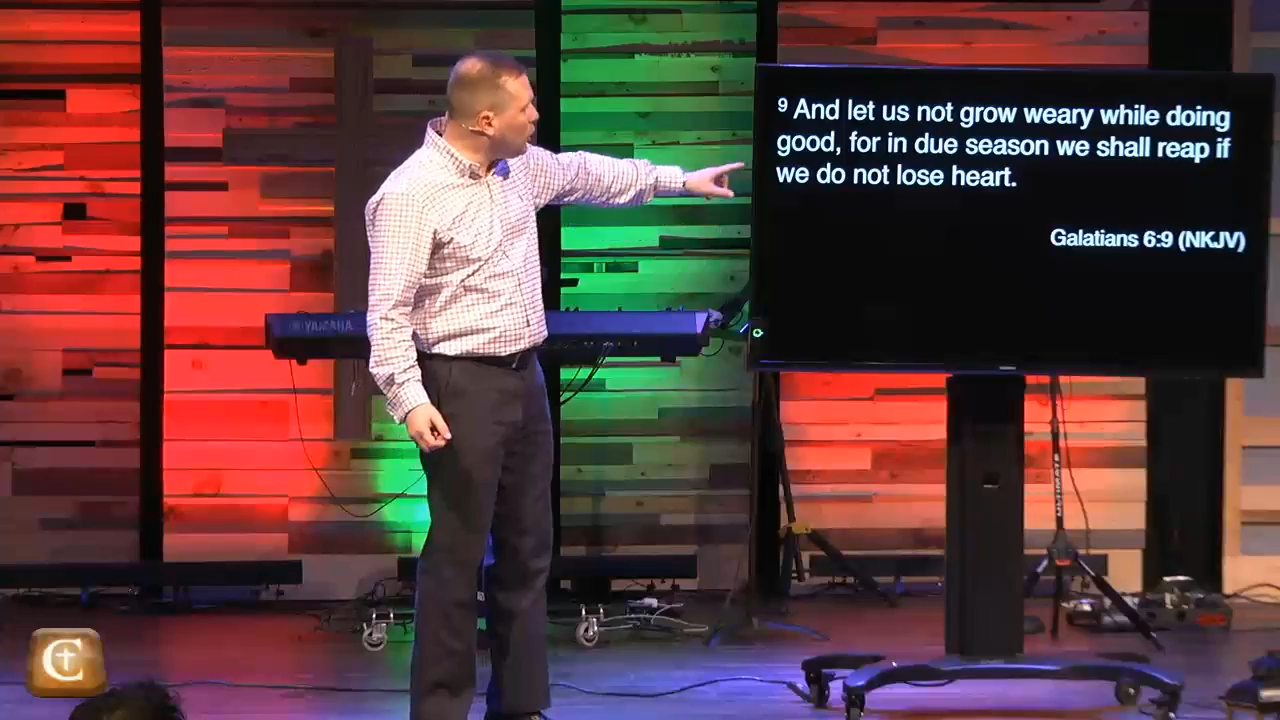 9 And let us not grow weary while doing
good, for in due season we shall reap if
we do not lose heart.
Galatians 6:9 (NKJV)
YAMAHA
ULTIMATE
C